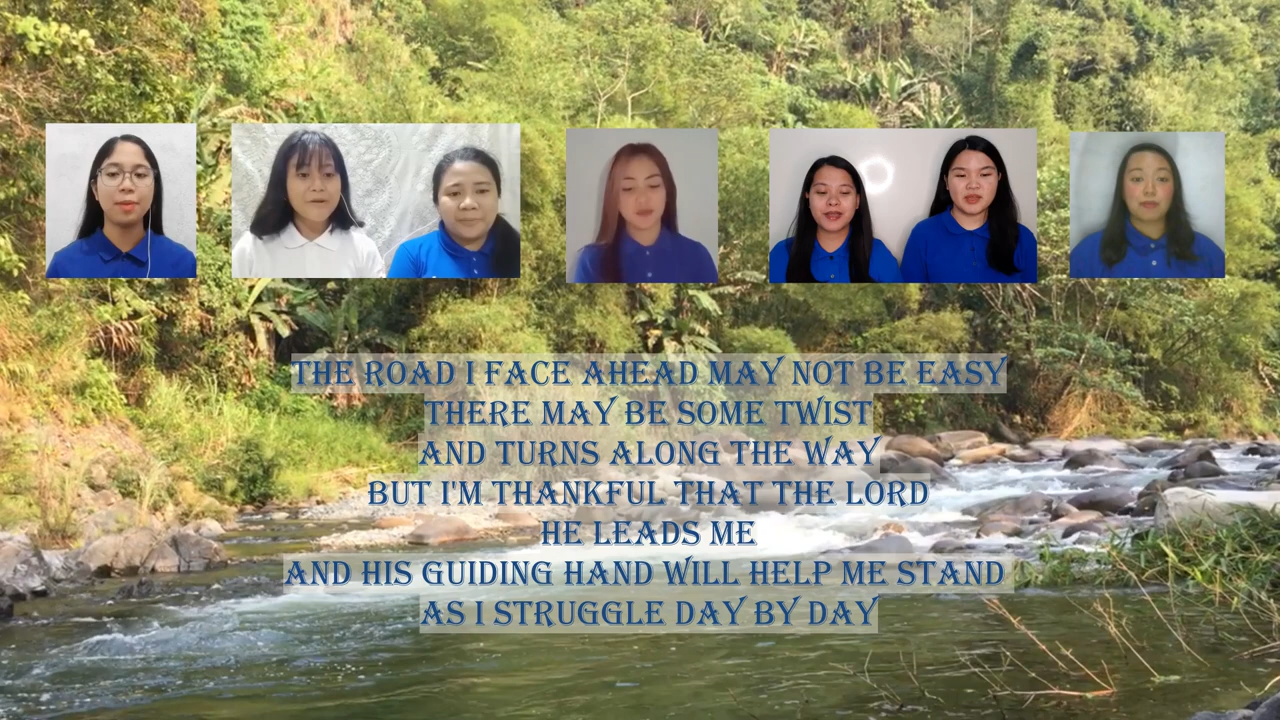 THE ROAD I FACE AHEAD MAY NOT BE EASY
THERE MAY BE SOME TWIST
AND TURNS ALONG THE WAY
BUT I'M THANKFUL THAT THE LORD
HE LEADS ME
AND HIS GUIDING HAND WILL HELP ME STAND
AS I STRUGGLE DAY BY DAY